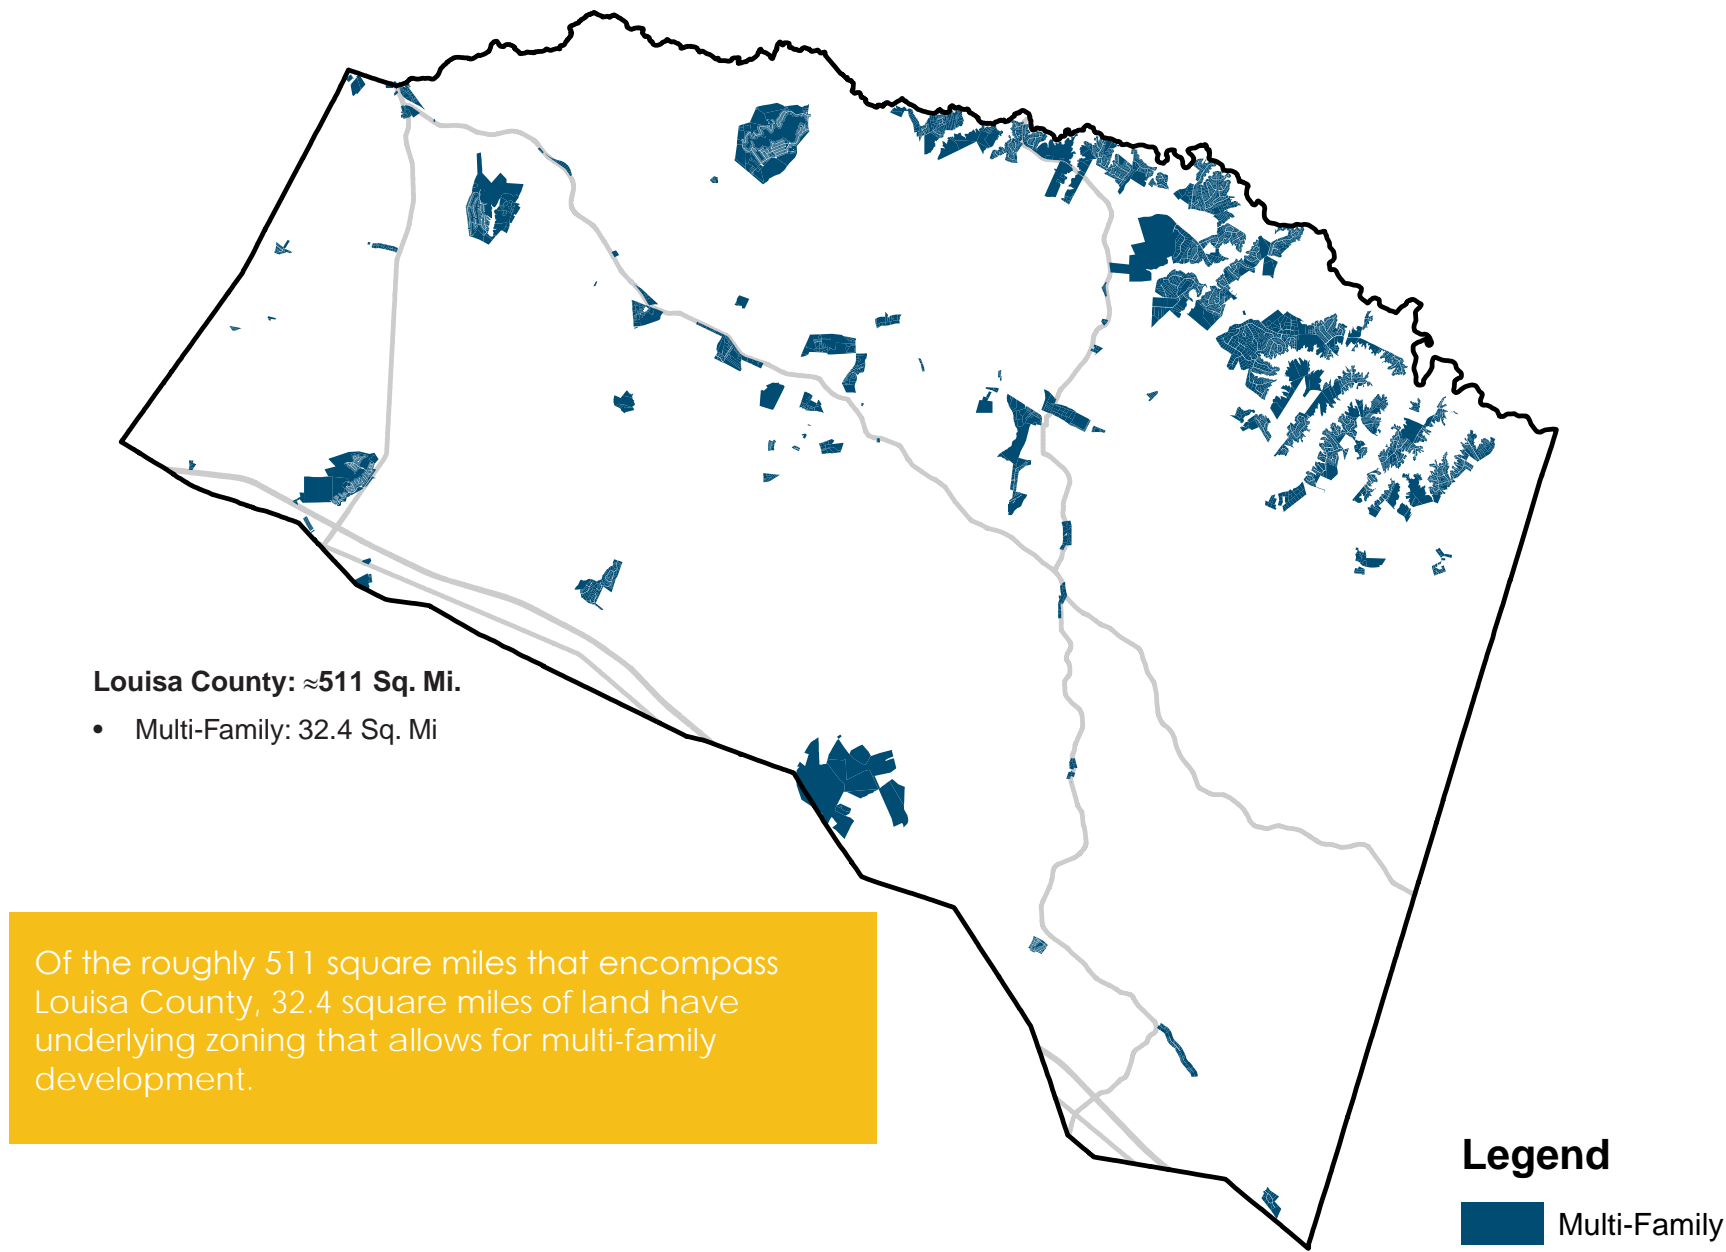 Louisa County: ≈511 Sq. Mi.
• Multi-Family: 32.4 Sq. Mi
Of the roughly 511 square miles that encompass
Louisa County, 32.4 square miles of land have
underlying zoning that allows for multi-family
development.
Legend
Multi-Family